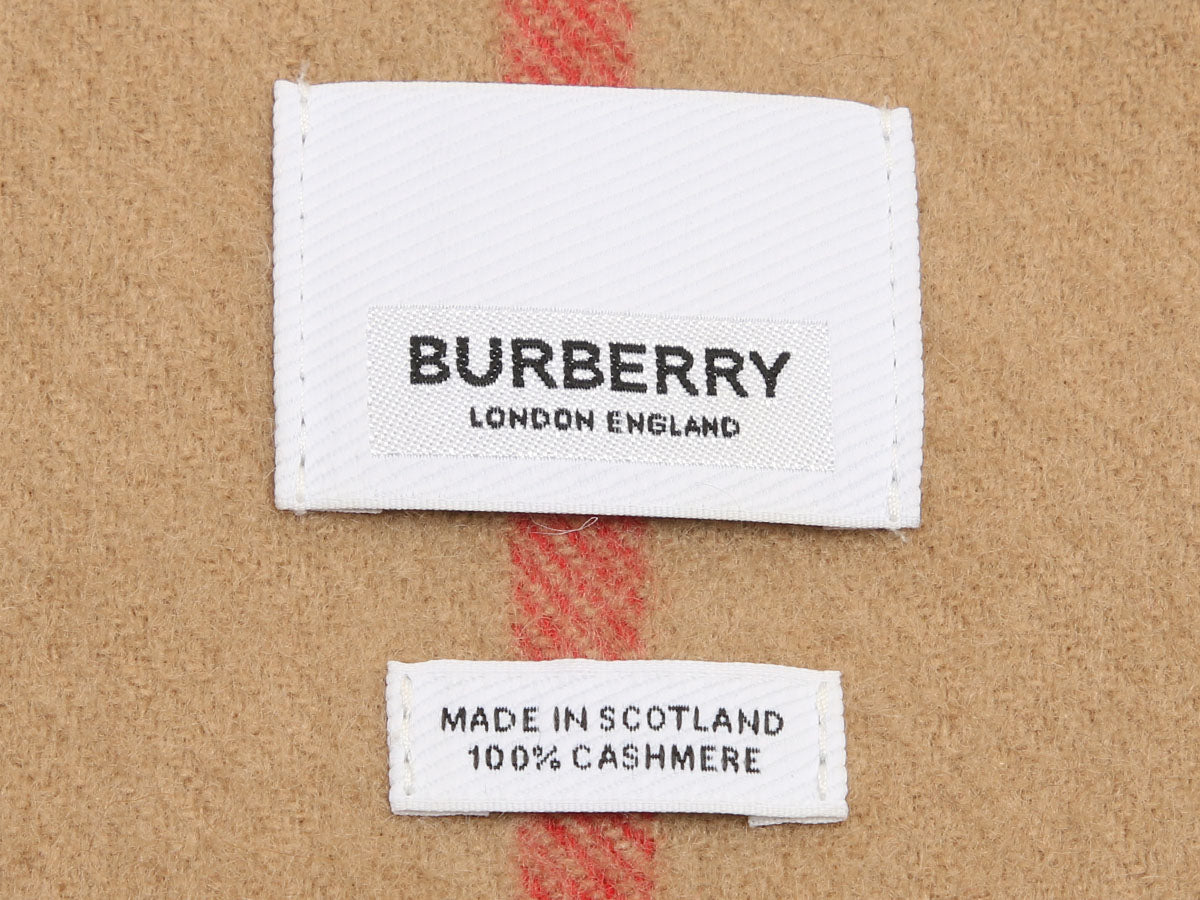 BURBERRY
LONDON ENGLAND
MADE IN SCOTLAND
100% CASHMERE